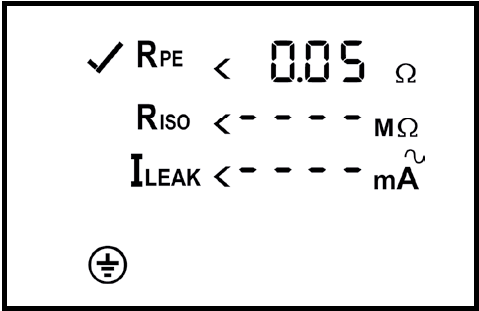 ✓ RPE < 0.05 Ω
RISO < - - - - MΩ
ILEAK < - - - - mA